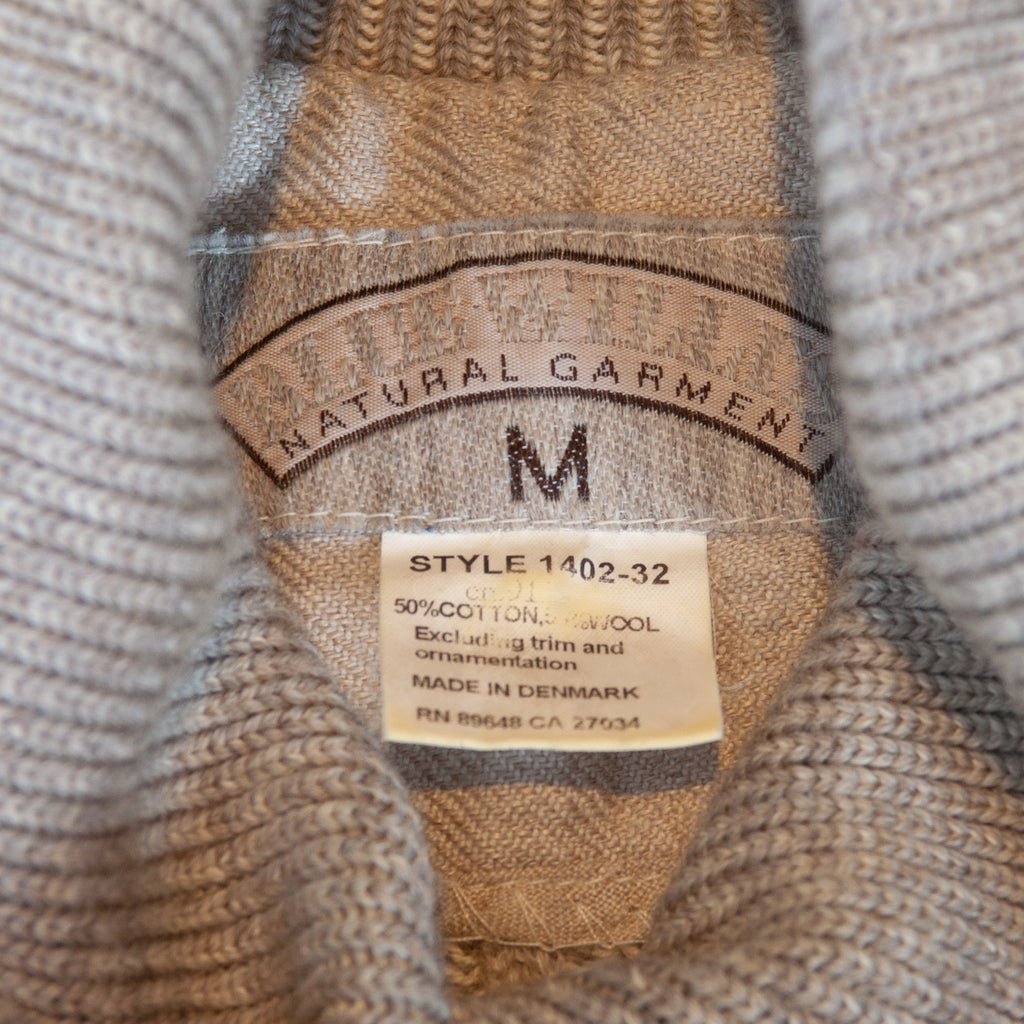 NATURAL GARMENT
M
STYLE 1402-32
50%COTTON, WOOL
Excluding trim and
ornamentation
MADE IN DENMARK
RN 89648 CA 27034